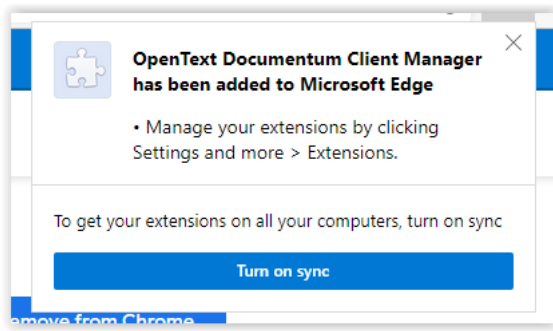 OpenText Documentum Client Manager
has been added to Microsoft Edge
• Manage your extensions by clicking
Settings and more > Extensions.
To get your extensions on all your computers, turn on sync
Turn on sync
from Chrome